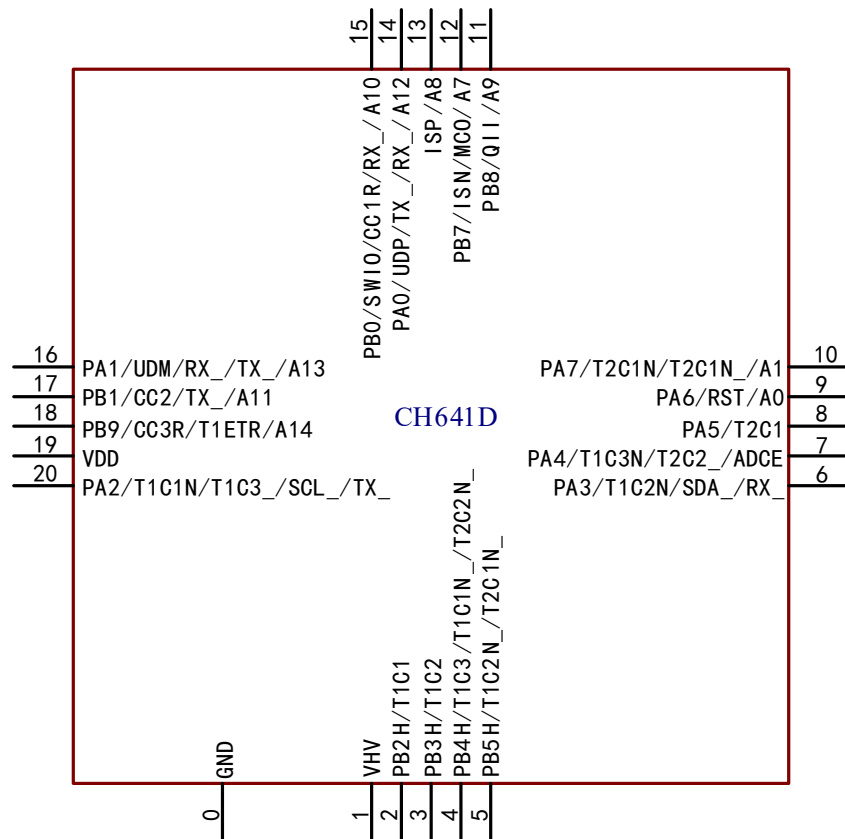 15
14
13
12
11
PB0/SWIO/CC1R/RX_/A10
PA0/UDP/TX_/RX_/A12
ISP/A8
PB7/ISN/MCO/A7
PB8/QII/A9
16 PA1/UDM/RX_/TX_/A13
17 PB1/CC2/TX_/A11
18 PB9/CC3R/T1ETR/A14
19 VDD
20 PA2/T1C1N/T1C3_/SCL_/TX_
CH641D
PA7/T2C1N/T2C1N_/A1 10
PA6/RST/A0 9
PA5/T2C1 8
PA4/T1C3N/T2C2_/ADCE 7
PA3/T1C2N/SDA_/RX_ 6
GND
VHV
PB2H/T1C1
PB3H/T1C2
PB4H/T1C3/T1C1N_/T2C2N_
PB5H/T1C2N_/T2C1N_
0
1
2
3
4
5